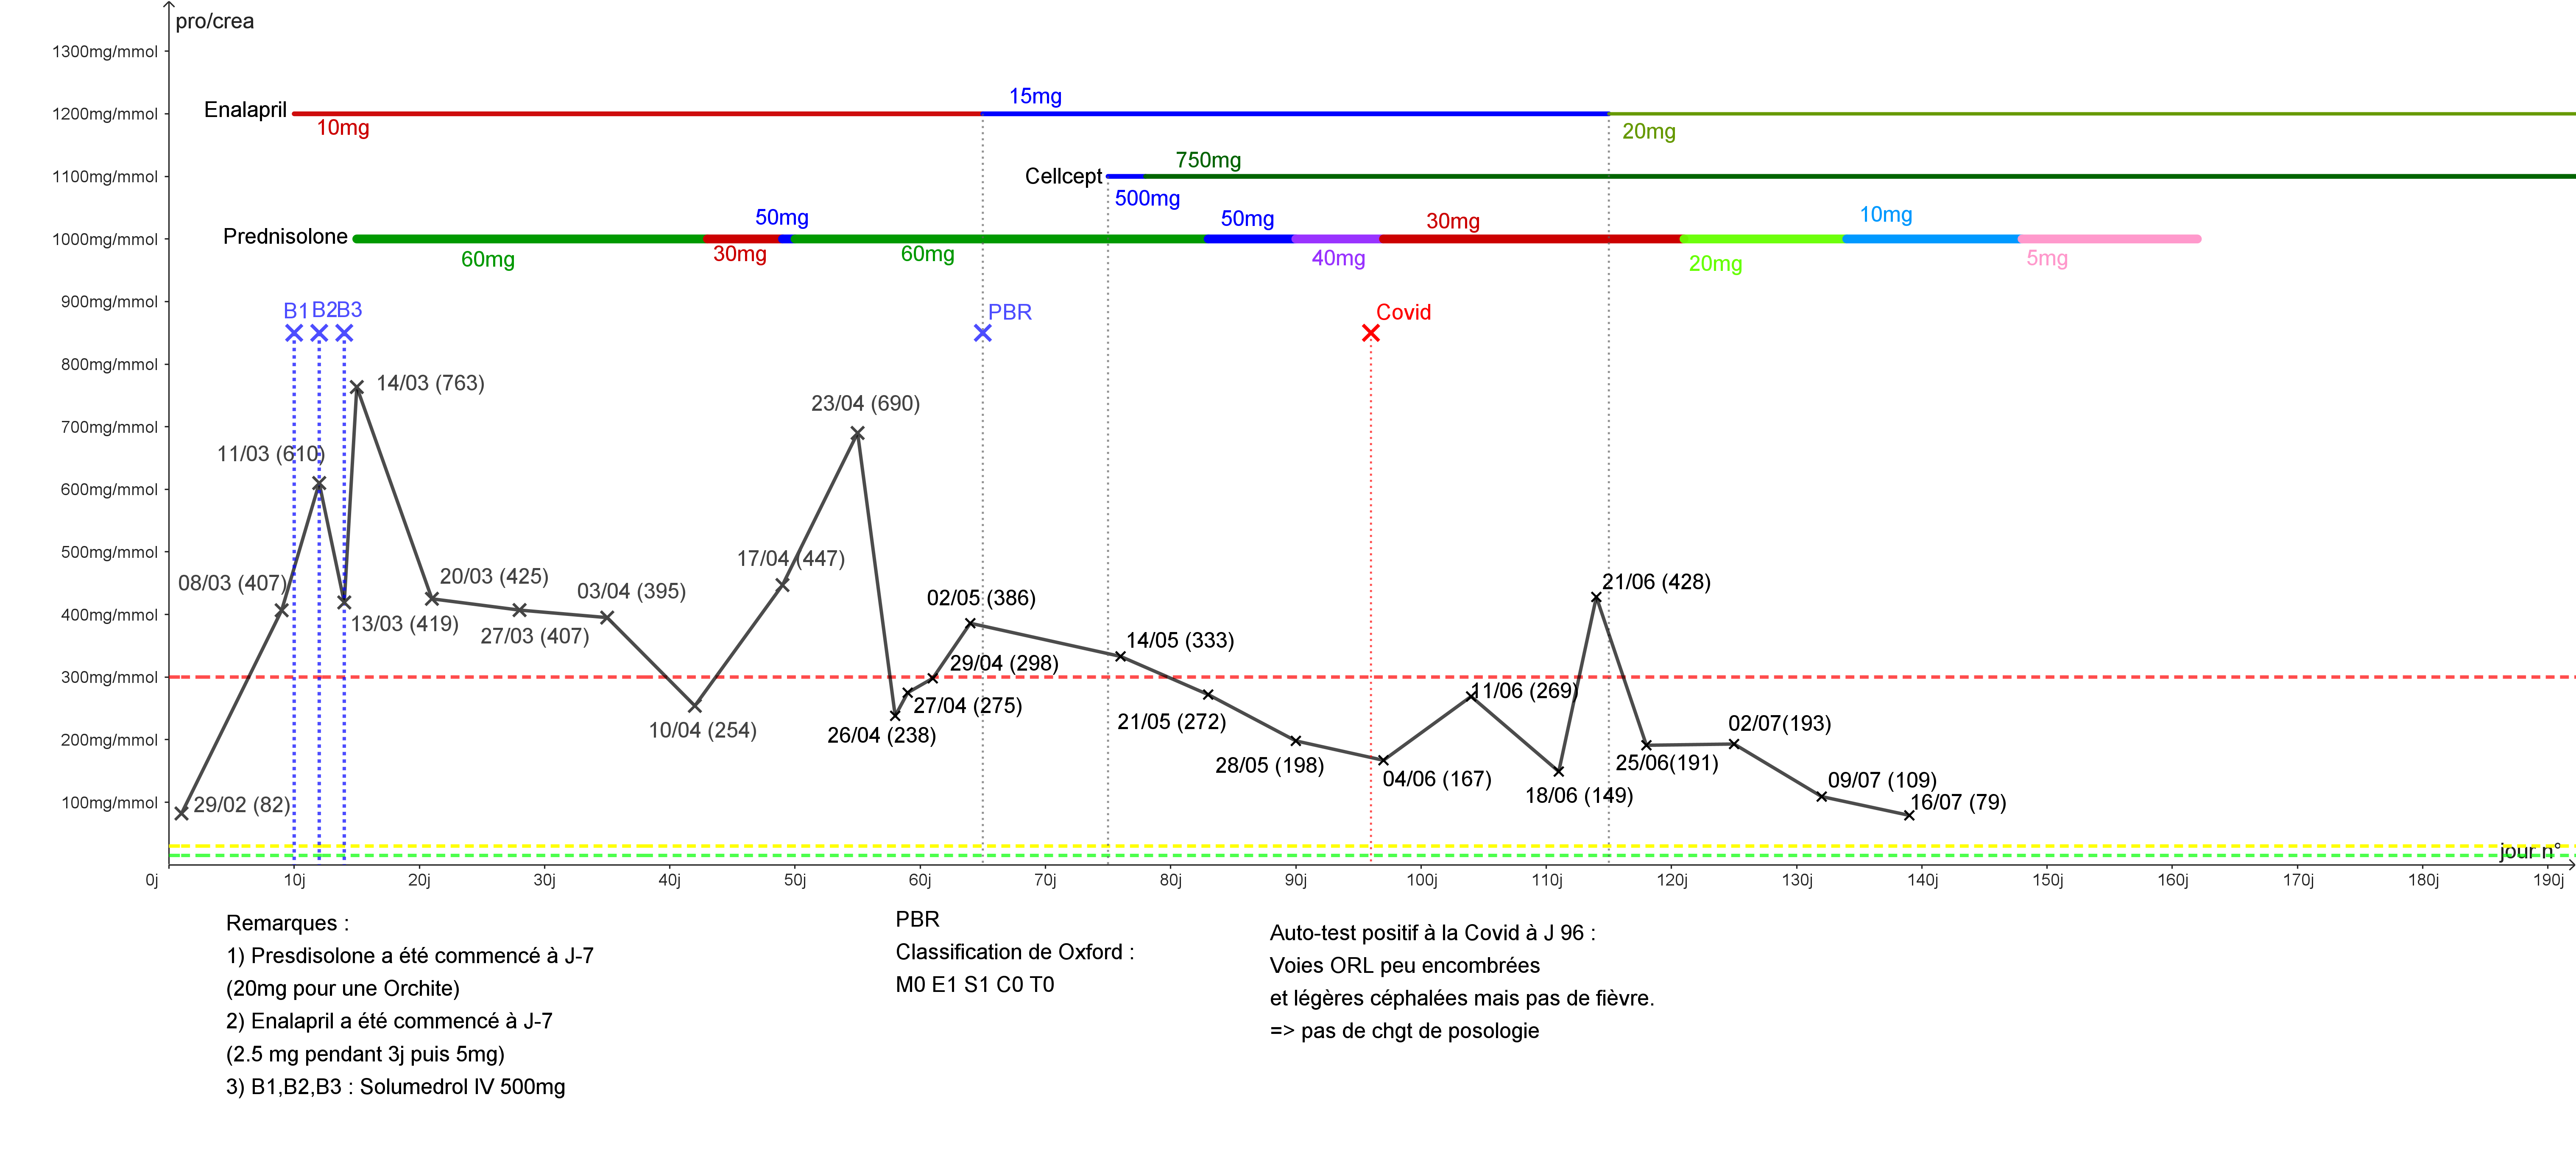 pro/crea
1300mg/mmol
1200mg/mmol
1100mg/mmol
1000mg/mmol
900mg/mmol
800mg/mmol
700mg/mmol
600mg/mmol
500mg/mmol
400mg/mmol
300mg/mmol
200mg/mmol
100mg/mmol
Enalapril
10mg
15mg
20mg
Cellcept
500mg
750mg
Prednisolone
60mg
30mg
50mg
60mg
50mg
40mg
30mg
20mg
10mg
5mg
B1
B2
B3
PBR
Covid
29/02 (82)
08/03 (407)
11/03 (610)
13/03 (419)
14/03 (763)
20/03 (425)
27/03 (407)
03/04 (395)
10/04 (254)
17/04 (447)
23/04 (690)
26/04 (238)
27/04 (275)
29/04 (298)
02/05 (386)
14/05 (333)
21/05 (272)
28/05 (198)
04/06 (167)
11/06 (269)
18/06 (149)
21/06 (428)
25/06(191)
02/07(193)
09/07 (109)
16/07 (79)
jour n°
0j 10j 20j 30j 40j 50j 60j 70j 80j 90j 100j 110j 120j 130j 140j 150j 160j 170j 180j 190j
Remarques :
1) Presdisolone a été commencé à J-7
(20mg pour une Orchite)
2) Enalapril a été commencé à J-7
(2.5 mg pendant 3j puis 5mg)
3) B1,B2,B3 : Solumedrol IV 500mg
PBR
Classification de Oxford :
M0 E1 S1 C0 T0
Auto-test positif à la Covid à J 96 :
Voies ORL peu encombrées
et légères céphalées mais pas de fièvre.
=> pas de chgt de posologie